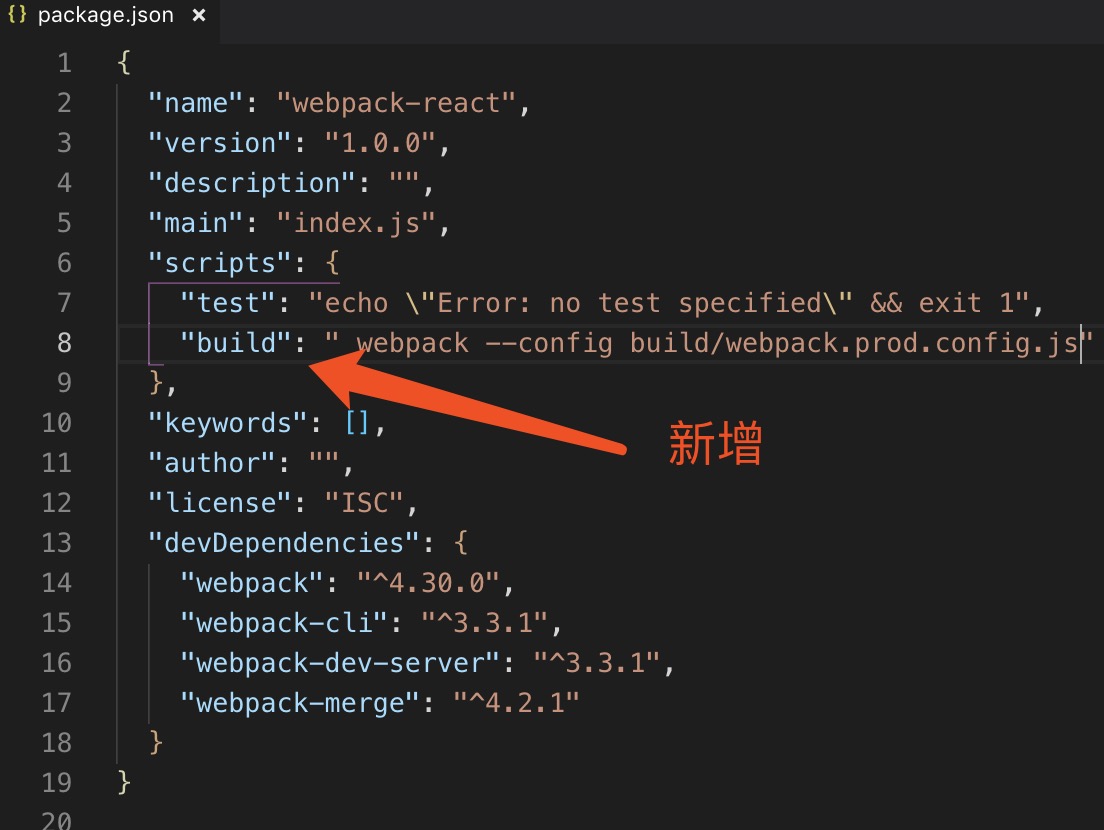 {} package.json ×
1 {
2 "name": "webpack-react",
3 "version": "1.0.0",
4 "description": "",
5 "main": "index.js",
6 "scripts": {
7 "test": "echo \"Error: no test specified\" && exit 1",
8 "build": " webpack --config build/webpack.prod.config.js"
9 },
10 "keywords": [],
新增
11 "author": "",
12 "license": "ISC",
13 "devDependencies": {
14 "webpack": "^4.30.0",
15 "webpack-cli": "^3.3.1",
16 "webpack-dev-server": "^3.3.1",
17 "webpack-merge": "^4.2.1"
18 }
19 }
20